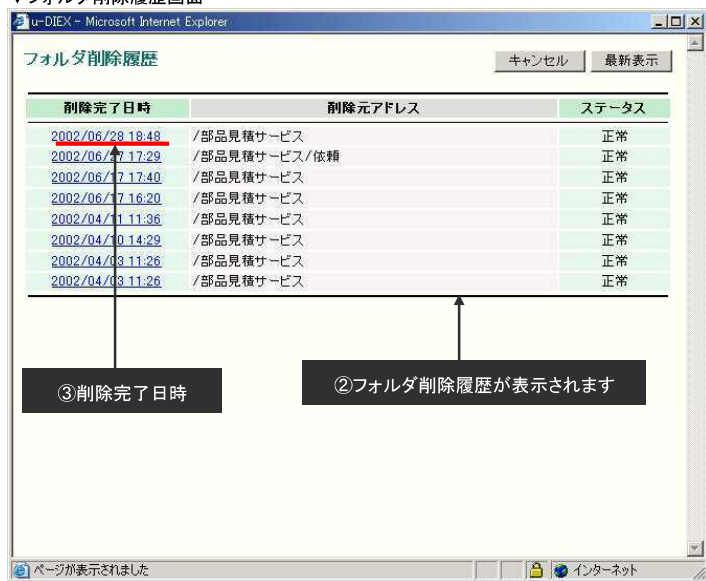 ▼フォルダ削除履歴画面
u-DIEX - Microsoft Internet Explorer
フォルダ削除履歴
キャンセル 最新表示
削除完了日時 削除元アドレス ステータス
2002/06/28 18:48 /部品見積サービス 正常
2002/06/27 17:29 /部品見積サービス/依頼 正常
2002/06/17 17:40 /部品見積サービス 正常
2002/06/17 16:20 /部品見積サービス 正常
2002/04/11 11:36 /部品見積サービス 正常
2002/04/10 14:29 /部品見積サービス 正常
2002/04/03 11:26 /部品見積サービス 正常
2002/04/03 11:26 /部品見積サービス 正常
③削除完了日時
②フォルダ削除履歴が表示されます
ページが表示されました インターネット